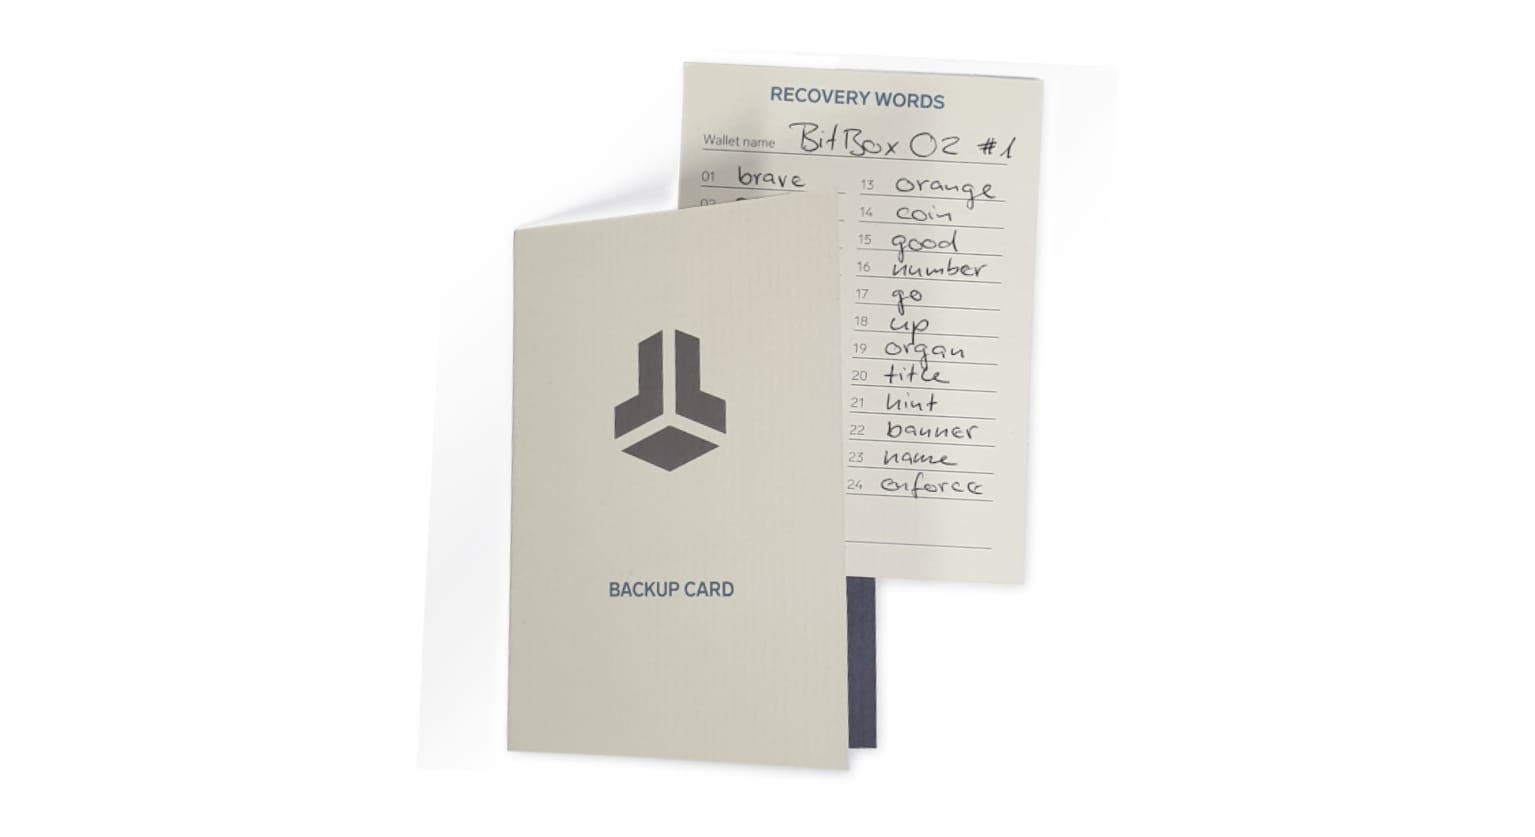 RECOVERY WORDS
Wallet name BitBox 02 #1
01 brave
02
13 orange
14 coin
15 good
16 number
17 go
18 up
19 organ
20 title
21 hint
22 banner
23 name
24 enforce
BACKUP CARD